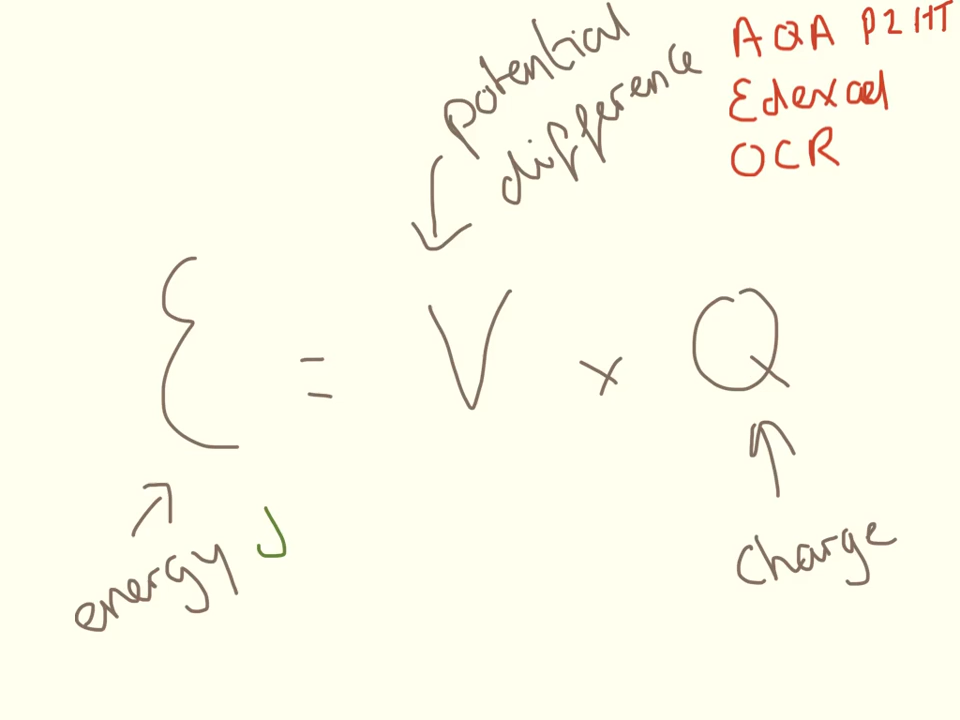 potential
difference
AQA P2 HT
Edexcel
OCR
E = V × Q
energy J
charge